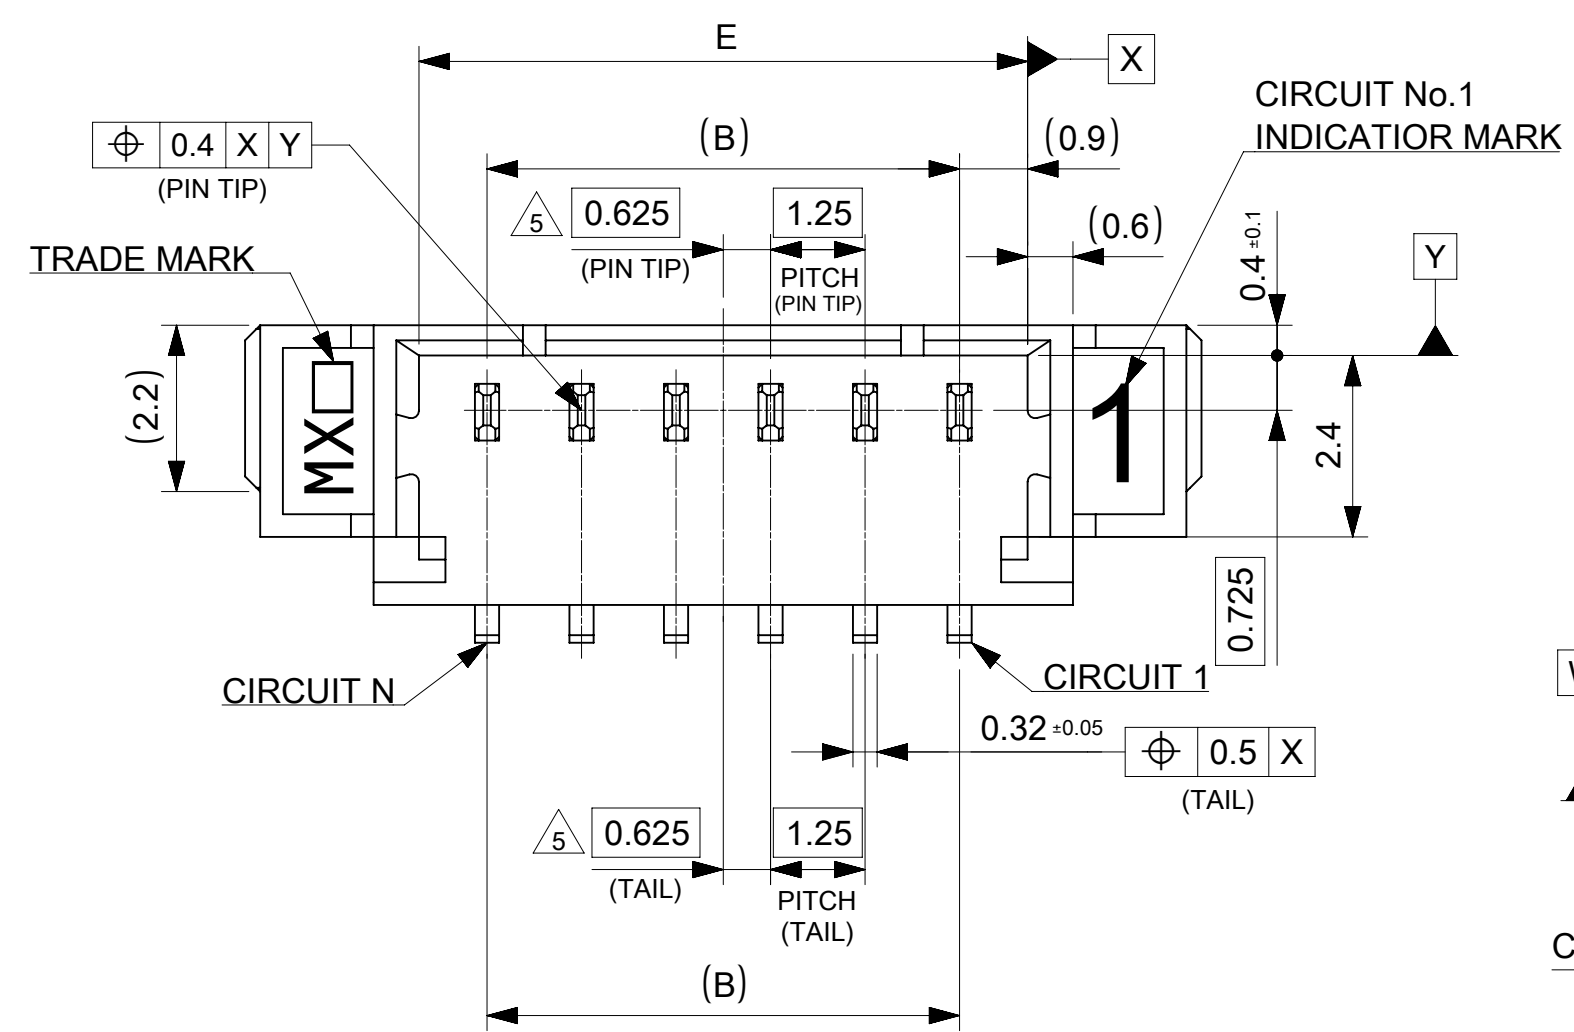 E
X
CIRCUIT No.1
INDICATIOR MARK
(B)
(0.9)
⌖ 0.4 X Y
(PIN TIP)
5
0.625
1.25
(0.6)
(PIN TIP)
PITCH
(PIN TIP)
0.4 ±0.1
Y
TRADE MARK
(2.2)
MX□
1
2.4
0.725
CIRCUIT N
CIRCUIT 1
0.32 ±0.05
⌖ 0.5 X
(TAIL)
5
0.625
1.25
(TAIL)
PITCH
(TAIL)
(B)
C